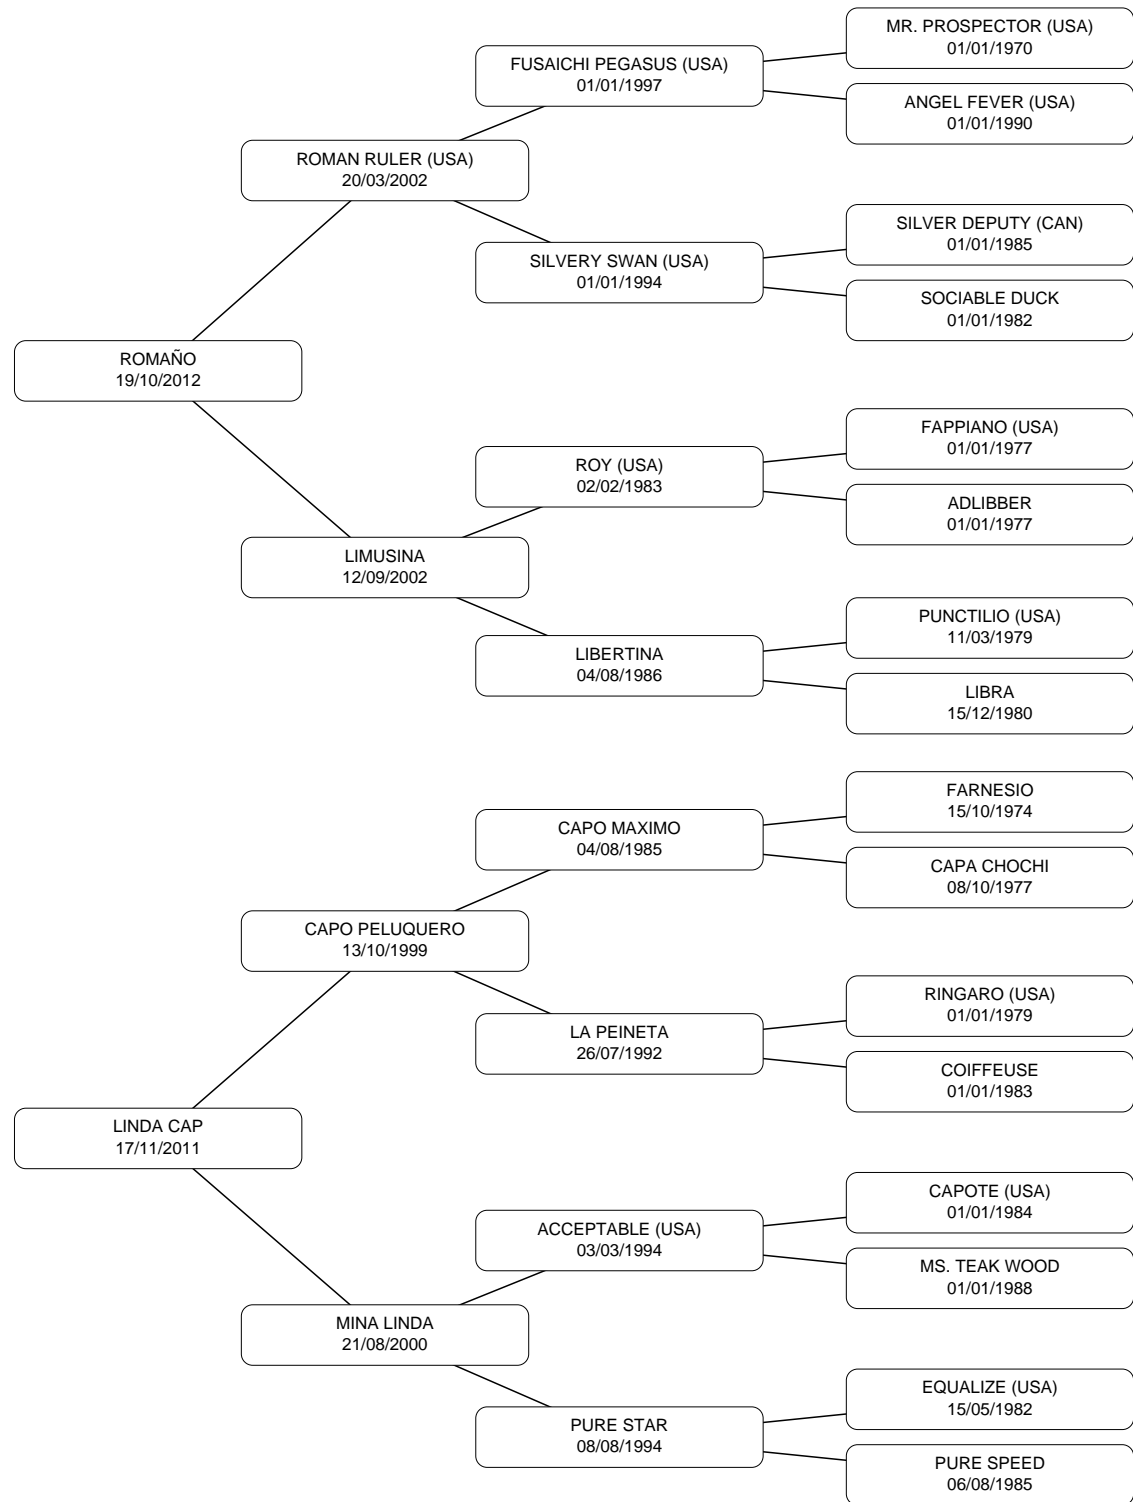 MR. PROSPECTOR (USA)
01/01/1970
FUSAICHI PEGASUS (USA)
01/01/1997
ANGEL FEVER (USA)
01/01/1990
ROMAN RULER (USA)
20/03/2002
SILVER DEPUTY (CAN)
01/01/1985
SILVERY SWAN (USA)
01/01/1994
SOCIABLE DUCK
01/01/1982
ROMAÑO
19/10/2012
FAPPIANO (USA)
01/01/1977
ROY (USA)
02/02/1983
ADLIBBER
01/01/1977
LIMUSINA
12/09/2002
PUNCTILIO (USA)
11/03/1979
LIBERTINA
04/08/1986
LIBRA
15/12/1980
FARNESIO
15/10/1974
CAPO MAXIMO
04/08/1985
CAPA CHOCHI
08/10/1977
CAPO PELUQUERO
13/10/1999
RINGARO (USA)
01/01/1979
LA PEINETA
26/07/1992
COIFFEUSE
01/01/1983
LINDA CAP
17/11/2011
CAPOTE (USA)
01/01/1984
ACCEPTABLE (USA)
03/03/1994
MS. TEAK WOOD
01/01/1988
MINA LINDA
21/08/2000
EQUALIZE (USA)
15/05/1982
PURE STAR
08/08/1994
PURE SPEED
06/08/1985